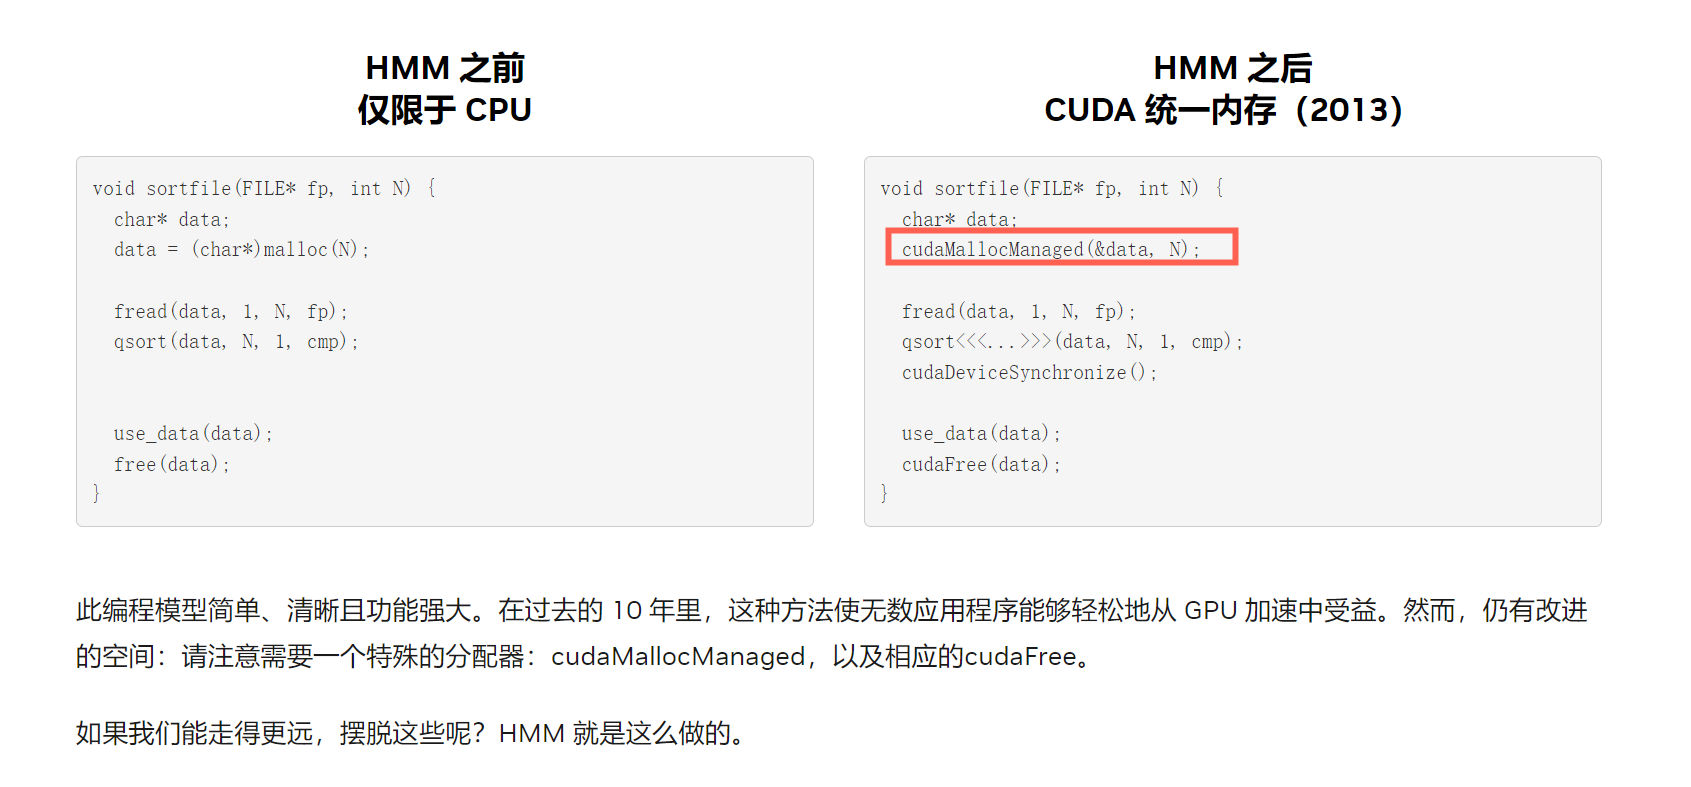 HMM 之前
仅限于 CPU
void sortfile(FILE* fp, int N) {
  char* data;
  data = (char*)malloc(N);
  fread(data, 1, N, fp);
  qsort(data, N, 1, cmp);
  use_data(data);
  free(data);
}
HMM 之后
CUDA 统一内存（2013）
void sortfile(FILE* fp, int N) {
  char* data;
  cudaMallocManaged(&data, N);
  fread(data, 1, N, fp);
  qsort<<<...>>>(data, N, 1, cmp);
  cudaDeviceSynchronize();
  use_data(data);
  cudaFree(data);
}
此编程模型简单、清晰且功能强大。在过去的 10 年里，这种方法使无数应用程序能够轻松地从 GPU 加速中受益。然而，仍有改进
的空间：请注意需要一个特殊的分配器：cudaMallocManaged，以及相应的cudaFree。
如果我们能走得更远，摆脱这些呢？HMM 就是这么做的。